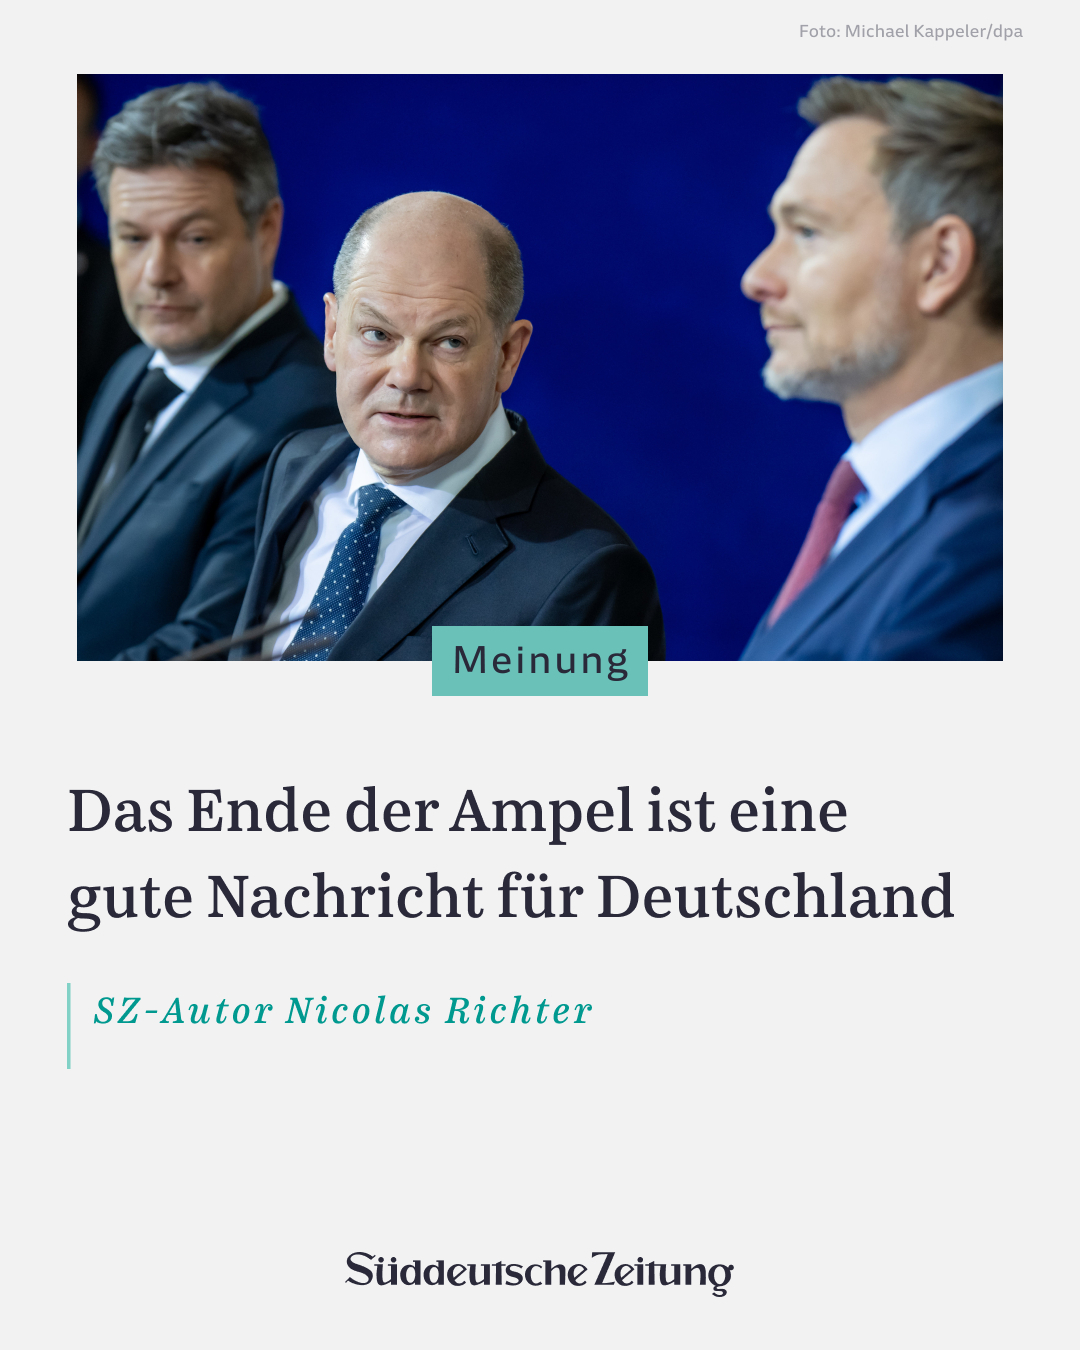 Foto: Michael Kappeler/dpa
Meinung
Das Ende der Ampel ist eine
gute Nachricht für Deutschland
SZ-Autor Nicolas Richter
Süddeutsche Zeitung